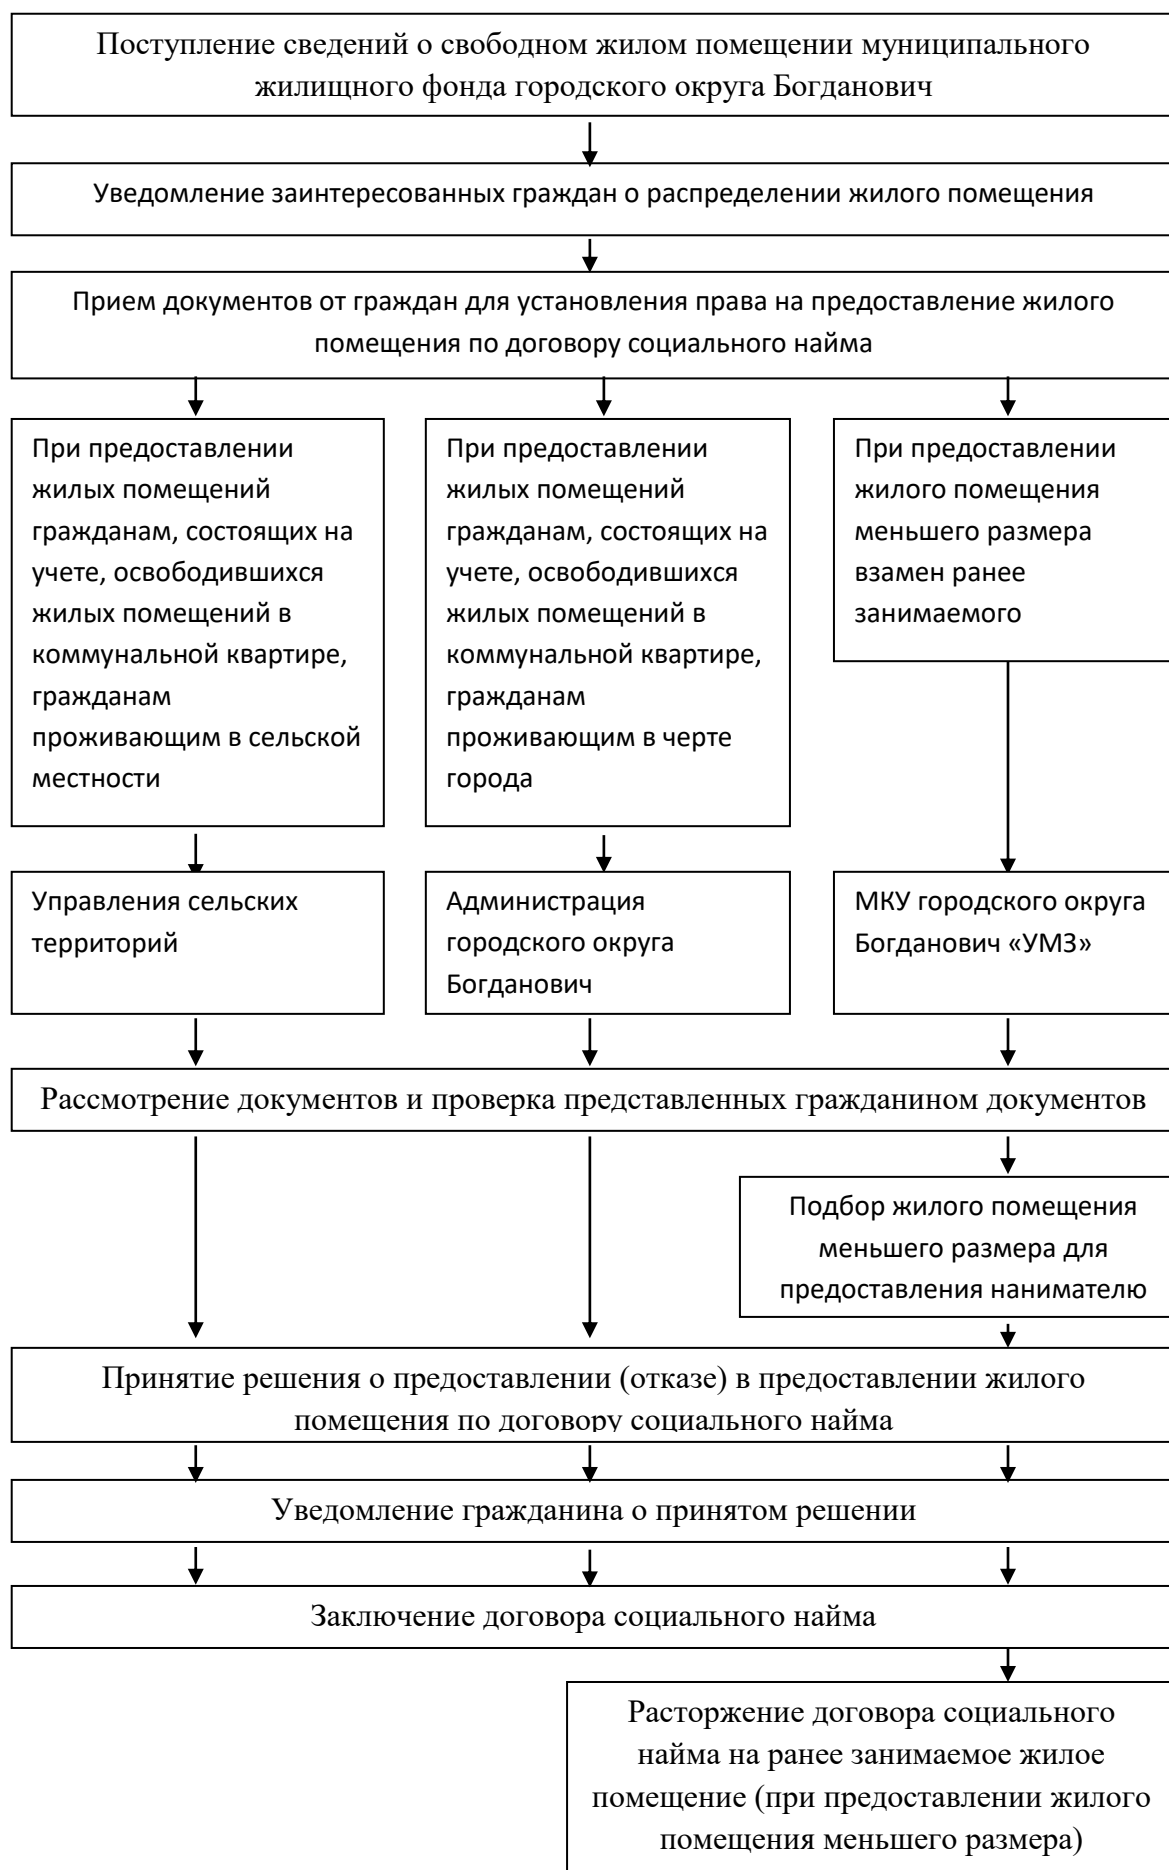 Поступление сведений о свободном жилом помещении муниципального
жилищного фонда городского округа Богданович
Уведомление заинтересованных граждан о распределении жилого помещения
Прием документов от граждан для установления права на предоставление жилого
помещения по договору социального найма
При предоставлении
жилых помещений
гражданам, состоящих на
учете, освободившихся
жилых помещений в
коммунальной квартире,
гражданам
проживающим в сельской
местности
При предоставлении
жилых помещений
гражданам, состоящих на
учете, освободившихся
жилых помещений в
коммунальной квартире,
гражданам
проживающим в черте
города
При предоставлении
жилого помещения
меньшего размера
взамен ранее
занимаемого
Управления сельских
территорий
Администрация
городского округа
Богданович
МКУ городского округа
Богданович «УМЗ»
Рассмотрение документов и проверка представленных гражданином документов
Подбор жилого помещения
меньшего размера для
предоставления нанимателю
Принятие решения о предоставлении (отказе) в предоставлении жилого
помещения по договору социального найма
Уведомление гражданина о принятом решении
Заключение договора социального найма
Расторжение договора социального
найма на ранее занимаемое жилое
помещение (при предоставлении жилого
помещения меньшего размера)